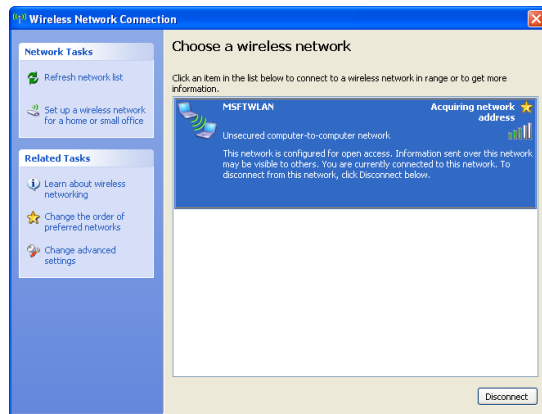 Wireless Network Connection
Network Tasks
Refresh network list
Set up a wireless network
for a home or small office
Related Tasks
Learn about wireless
networking
Change the order of
preferred networks
Change advanced
settings
Choose a wireless network
Click an item in the list below to connect to a wireless network in range or to get more
information.
MSFTWLAN
Acquiring network
address
Unsecured computer-to-computer network
This network is configured for open access. Information sent over this network
may be visible to others. You are currently connected to this network. To
disconnect from this network, click Disconnect below.
Disconnect